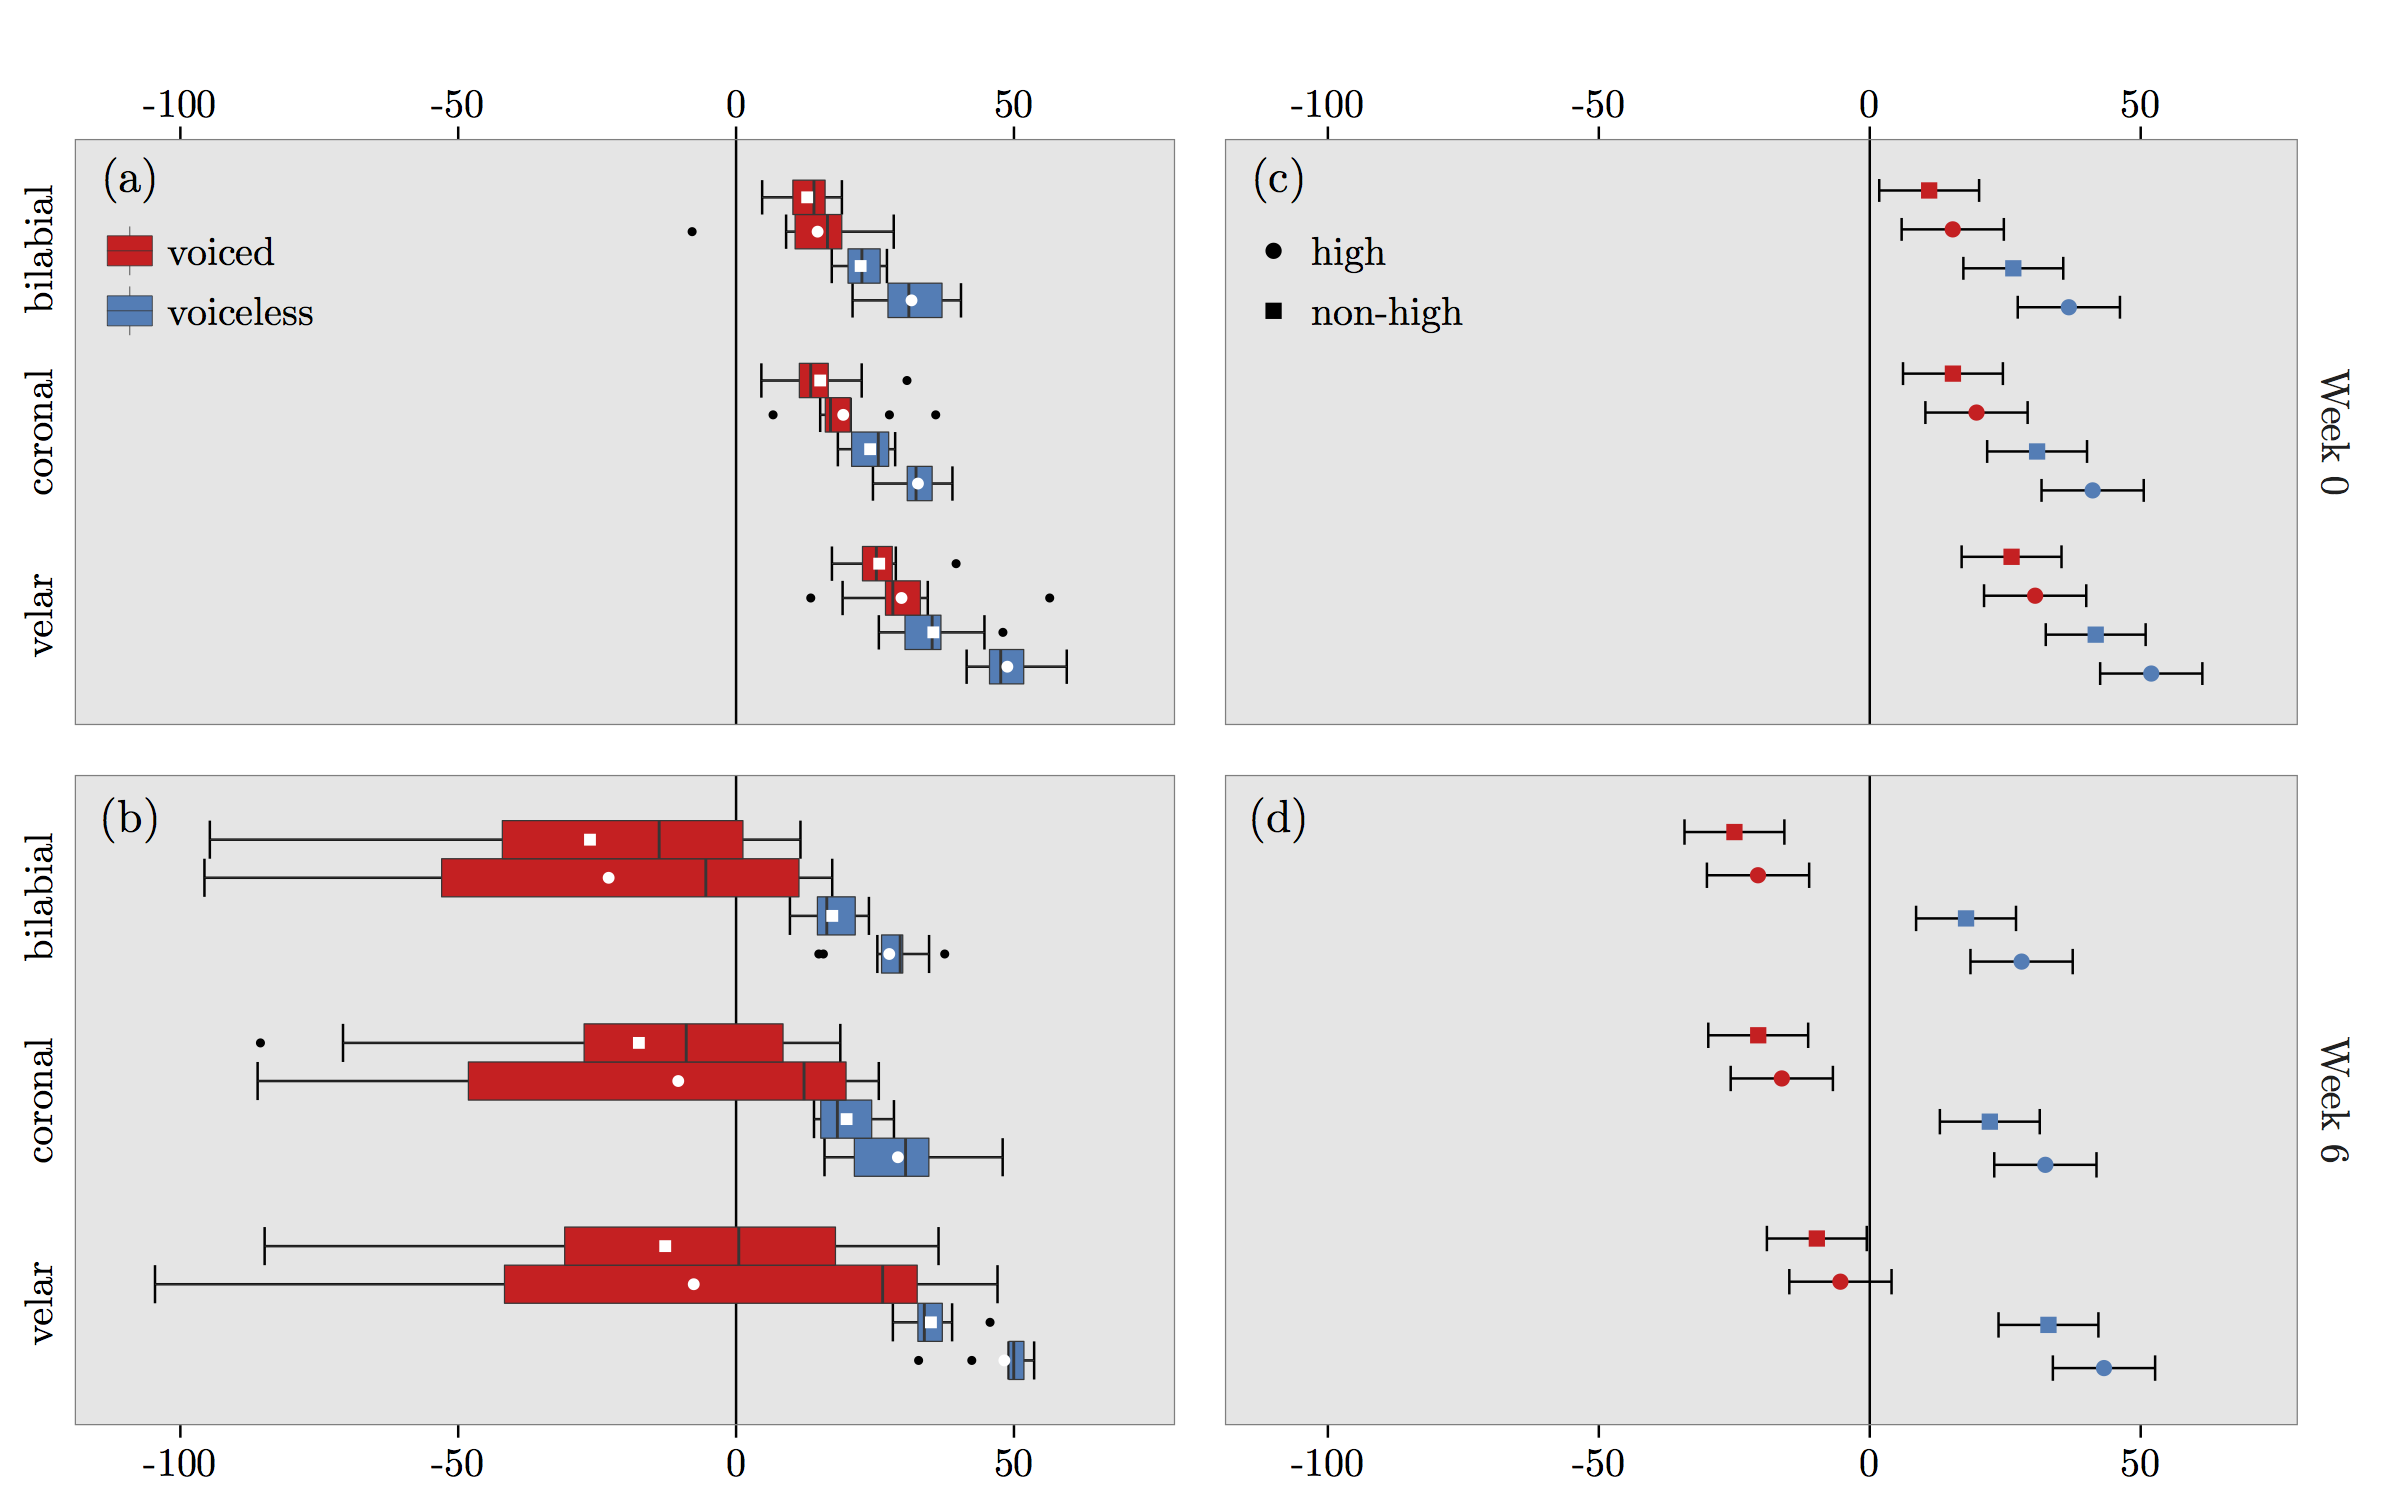 -100 -50 0 50
-100 -50 0 50
(a)
voiced
voiceless
bilabial
coronal
velar
(c)
high
non-high
Week 0
(b)
bilabial
coronal
velar
(d)
Week 6
-100 -50 0 50
-100 -50 0 50